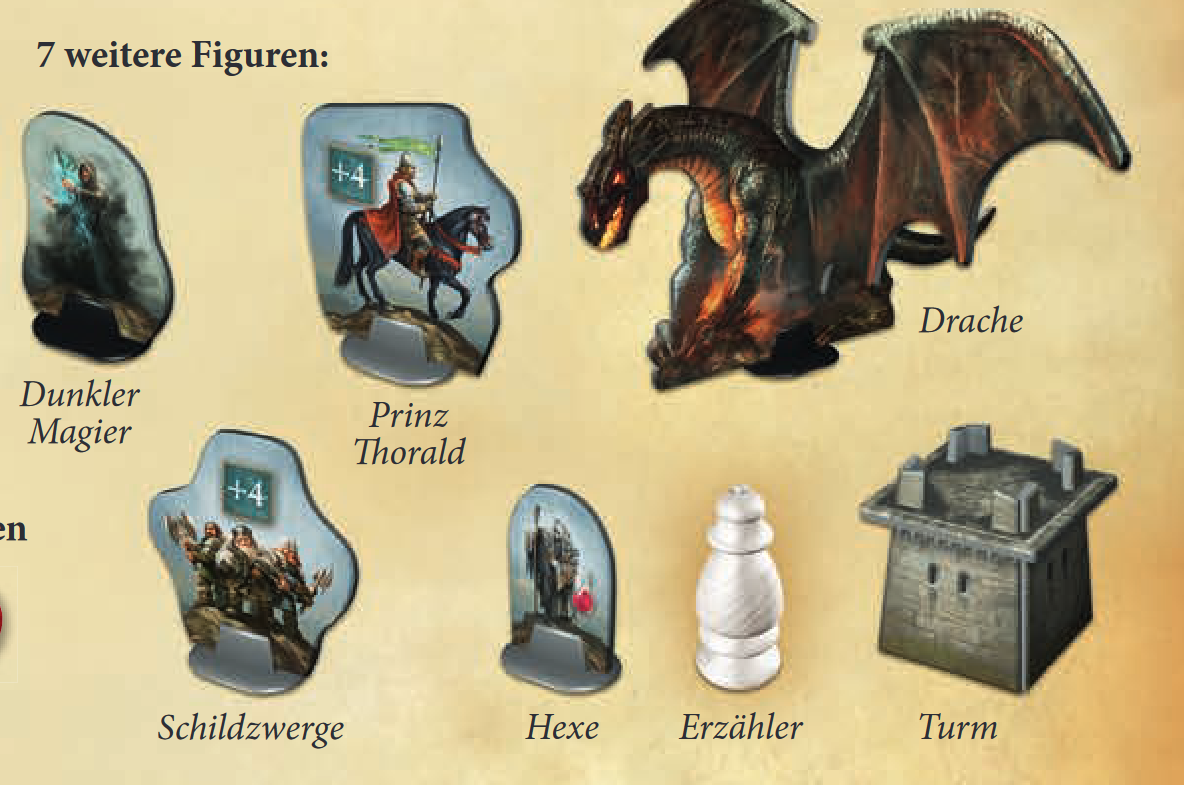 7 weitere Figuren:
+4
Drache
Dunkler
Magier
Prinz
Thorald
+4
en
Schildzwerge
Hexe
Erzähler
Turm